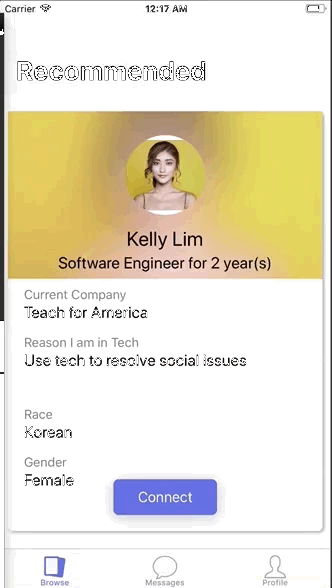 Carrier
12:17 AM
Recommended
Kelly Lim
Software Engineer for 2 year(s)
Current Company
Teach for America
Reason I am in Tech
Use tech to resolve social issues
Race
Korean
Gender
Female
Connect
Browse
Messages
Profile